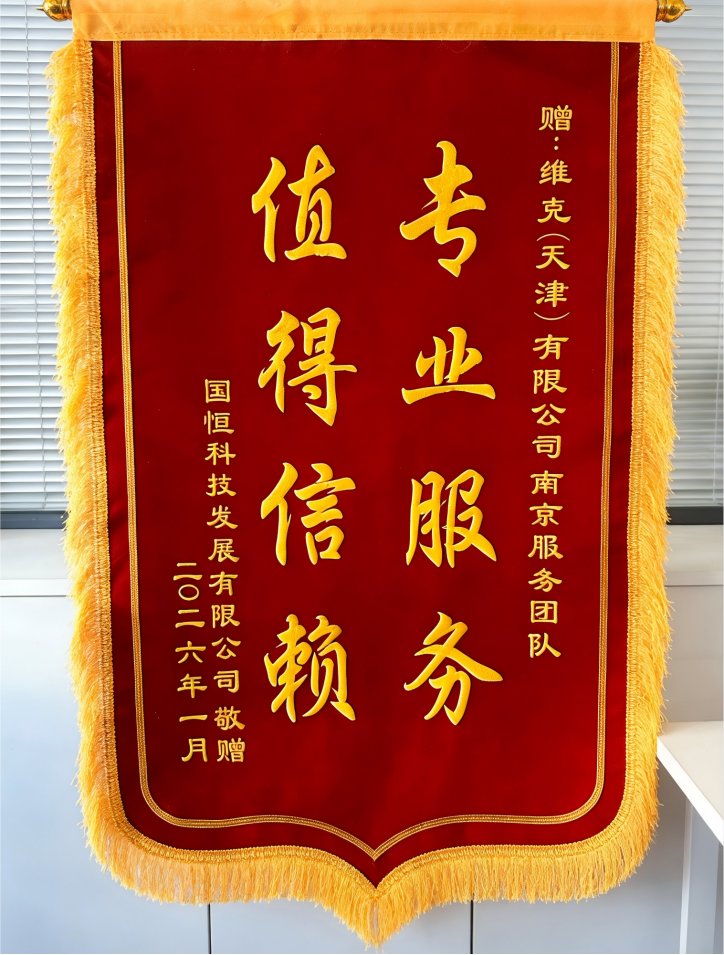 赠：维克（天津）有限公司南京服务团队
专业服务
值得信赖
国恒科技发展有限公司敬赠
二〇二六年一月